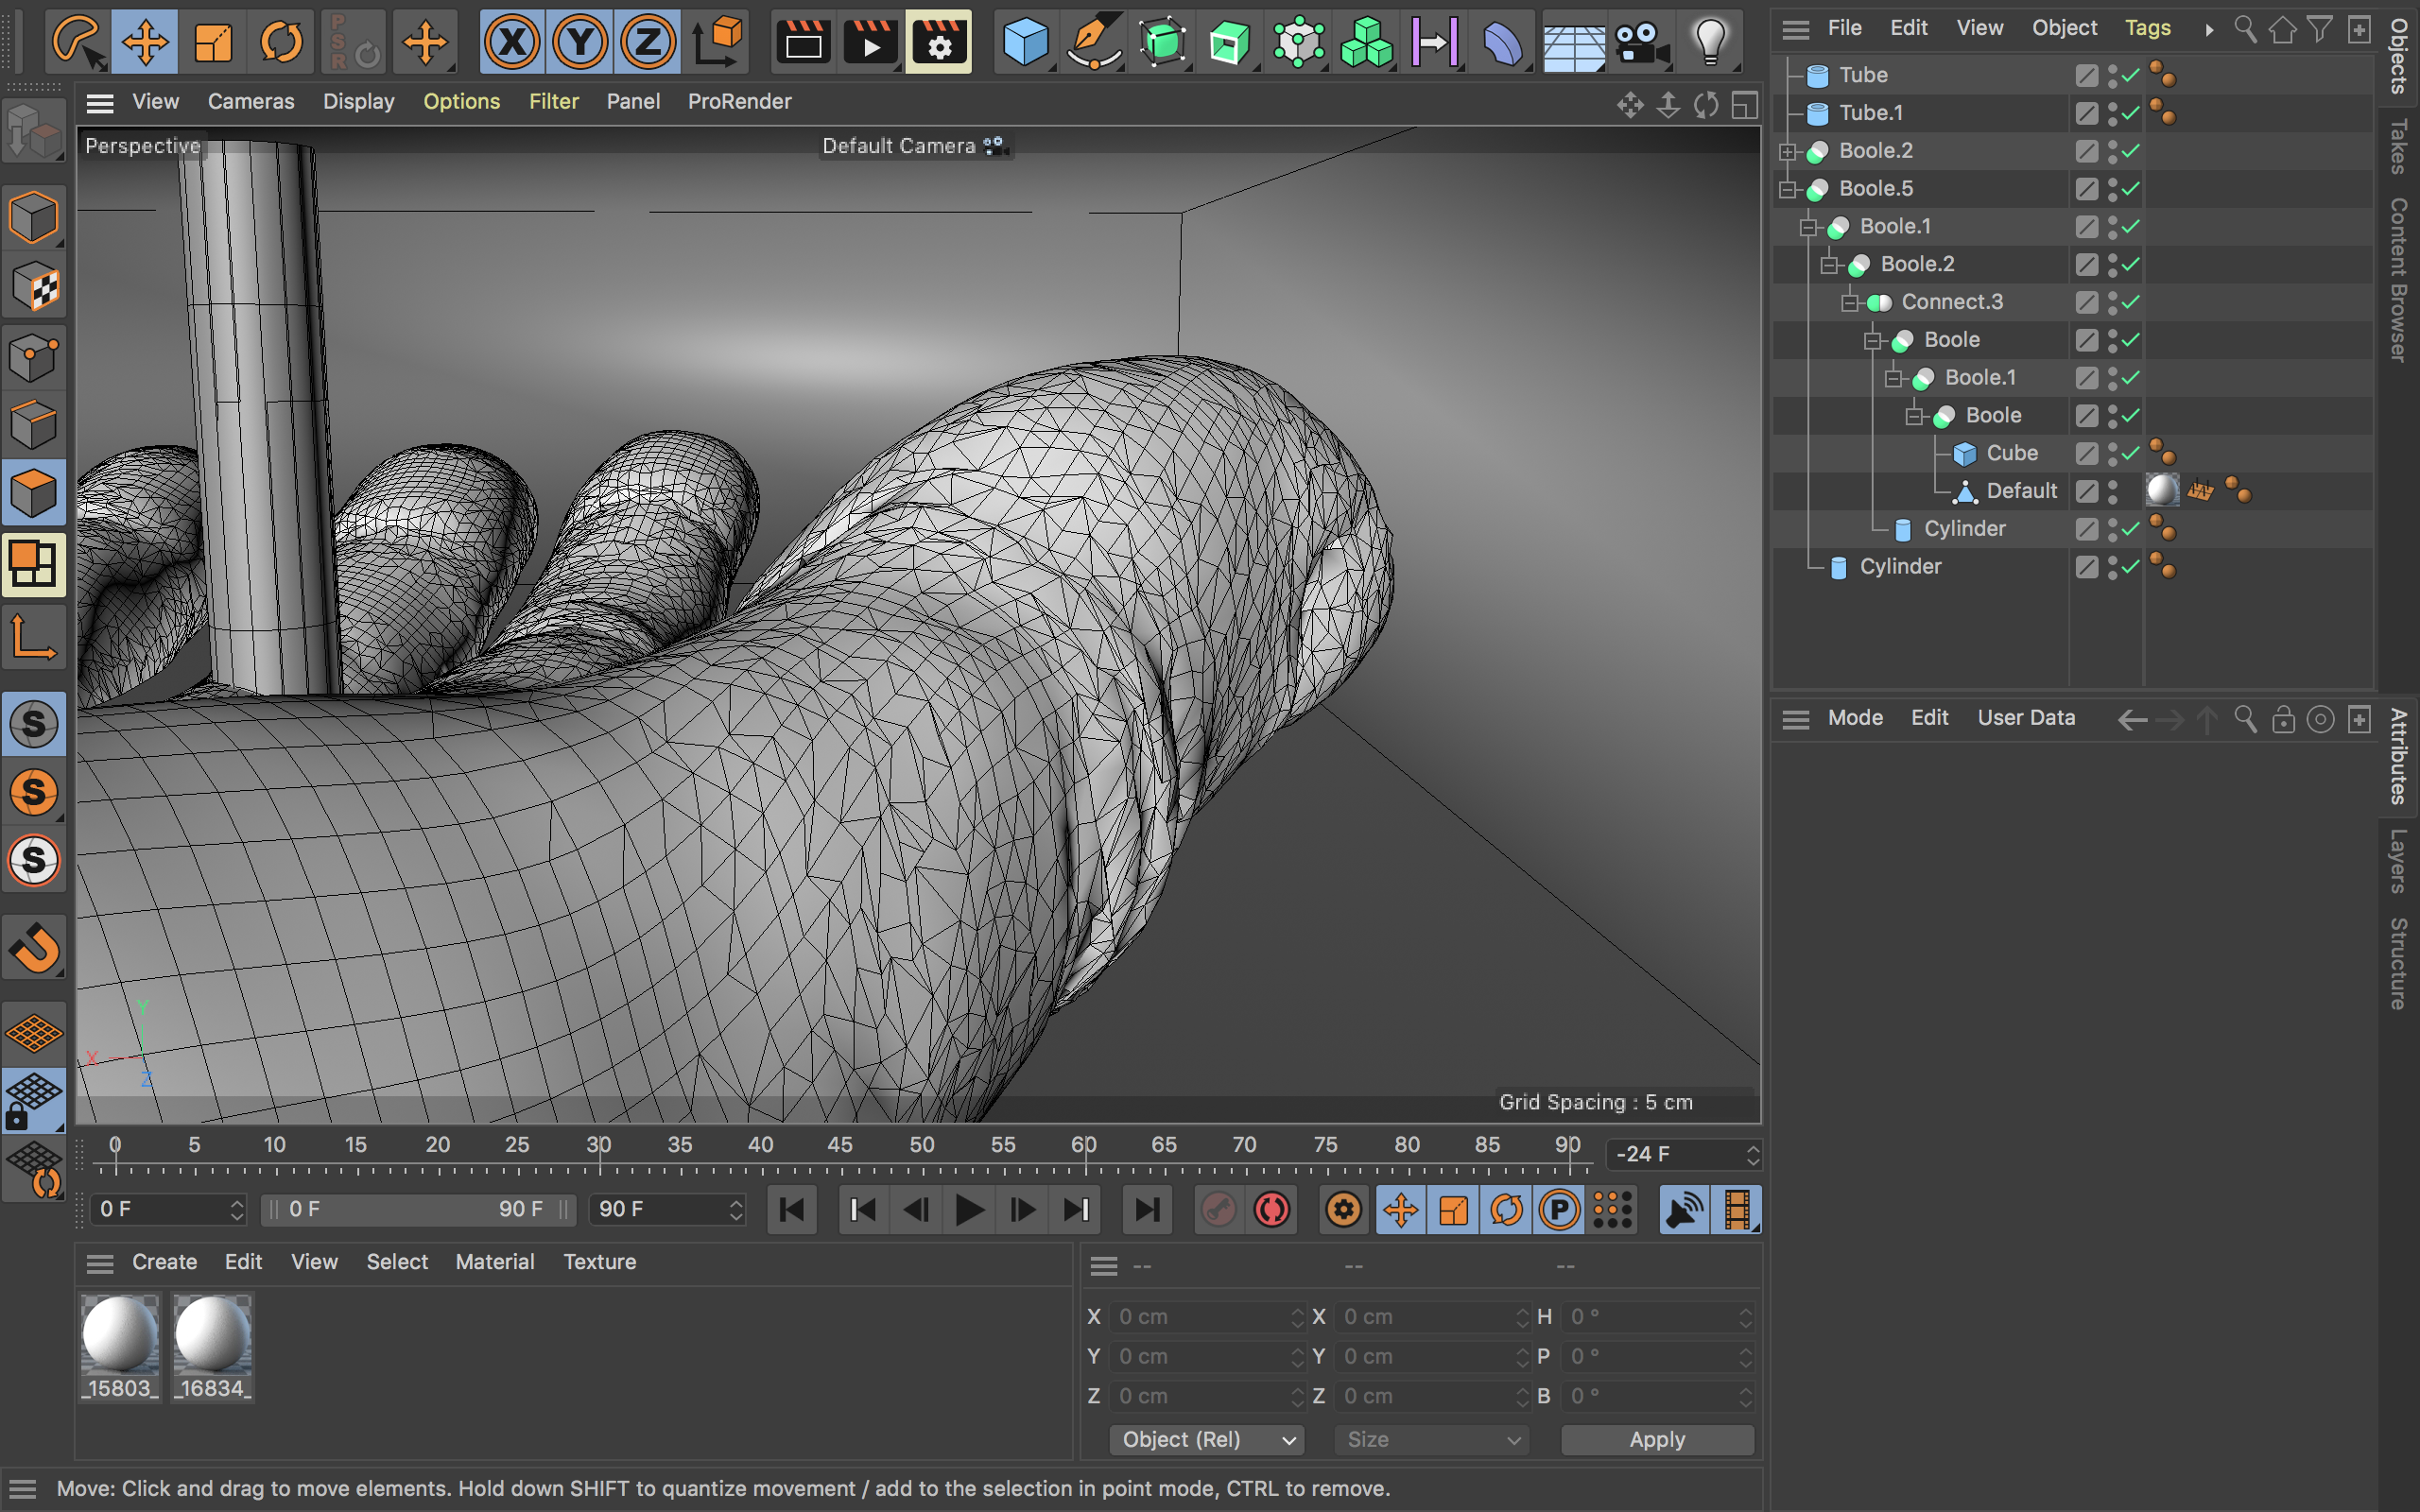 P
S
R
X
Y
Z
File Edit View Object Tags
Objects
Takes
Content Browser
View Cameras Display Options Filter Panel ProRender
Perspective
Default Camera
Tube
Tube.1
Boole.2
Boole.5
Boole.1
Boole.2
Connect.3
Boole
Boole.1
Boole
Cube
Default
Cylinder
Cylinder
S
S
S
Y
X
Z
Grid Spacing : 5 cm
Mode Edit User Data
Attributes
Layers
Structure
0 5 10 15 20 25 30 35 40 45 50 55 60 65 70 75 80 85 90
-24 F
0 F
0 F 90 F
90 F
P
Create Edit View Select Material Texture
_15803_
_16834_
-- -- --
X 0 cm X 0 cm H 0 °
Y 0 cm Y 0 cm P 0 °
Z 0 cm Z 0 cm B 0 °
Object (Rel) Size Apply
Move: Click and drag to move elements. Hold down SHIFT to quantize movement / add to the selection in point mode, CTRL to remove.